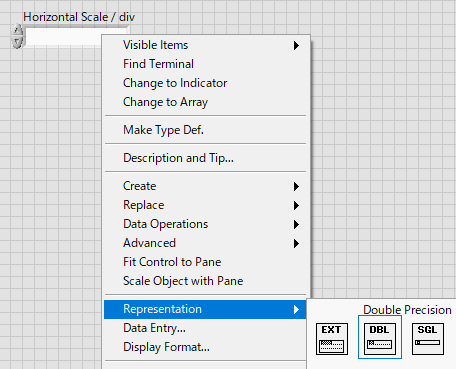 Horizontal Scale / div
Visible Items
Find Terminal
Change to Indicator
Change to Array
Make Type Def.
Description and Tip...
Create
Replace
Data Operations
Advanced
Fit Control to Pane
Scale Object with Pane
Representation
Double Precision
Data Entry...
Display Format...
EXT DBL SGL